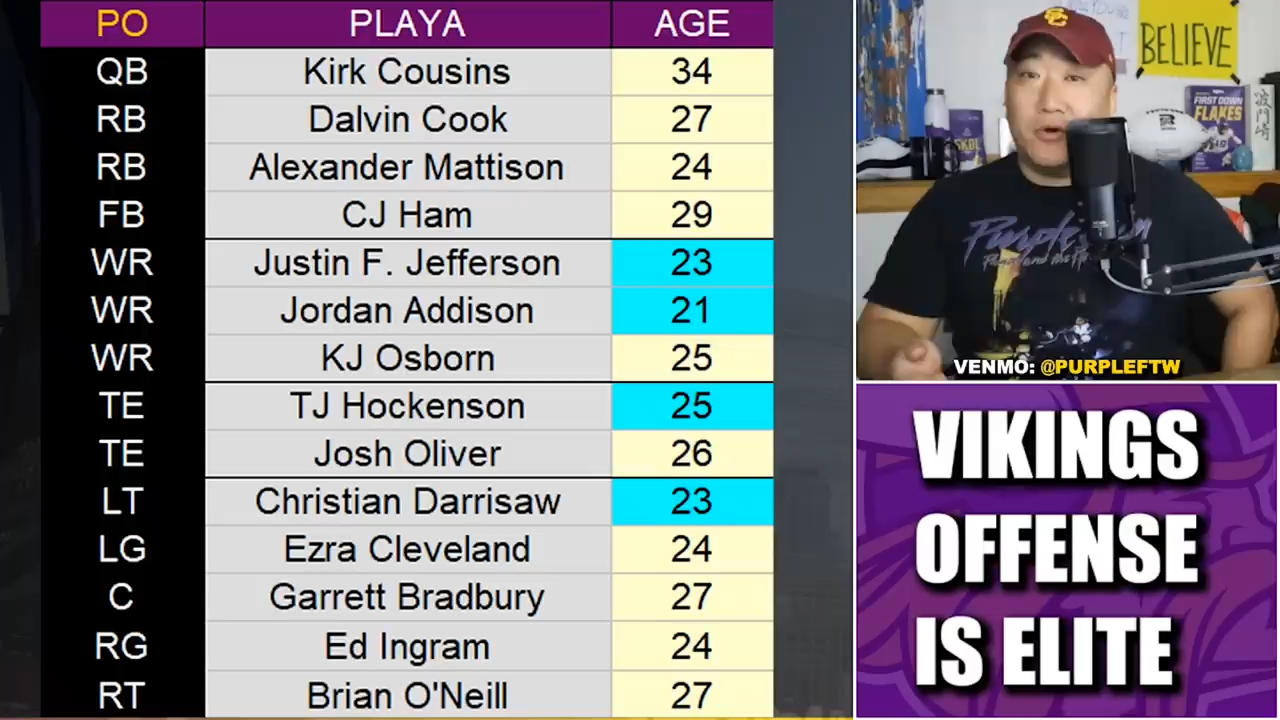 PO PLAYA AGE
QB Kirk Cousins 34
RB Dalvin Cook 27
RB Alexander Mattison 24
FB CJ Ham 29
WR Justin F. Jefferson 23
WR Jordan Addison 21
WR KJ Osborn 25
TE TJ Hockenson 25
TE Josh Oliver 26
LT Christian Darrisaw 23
LG Ezra Cleveland 24
C Garrett Bradbury 27
RG Ed Ingram 24
RT Brian O'Neill 27
SC
BELIEVE
FIRST DOWN
FLAKES
SKOL
VENMO: @PURPLEFTW
VIKINGS
OFFENSE
IS ELITE